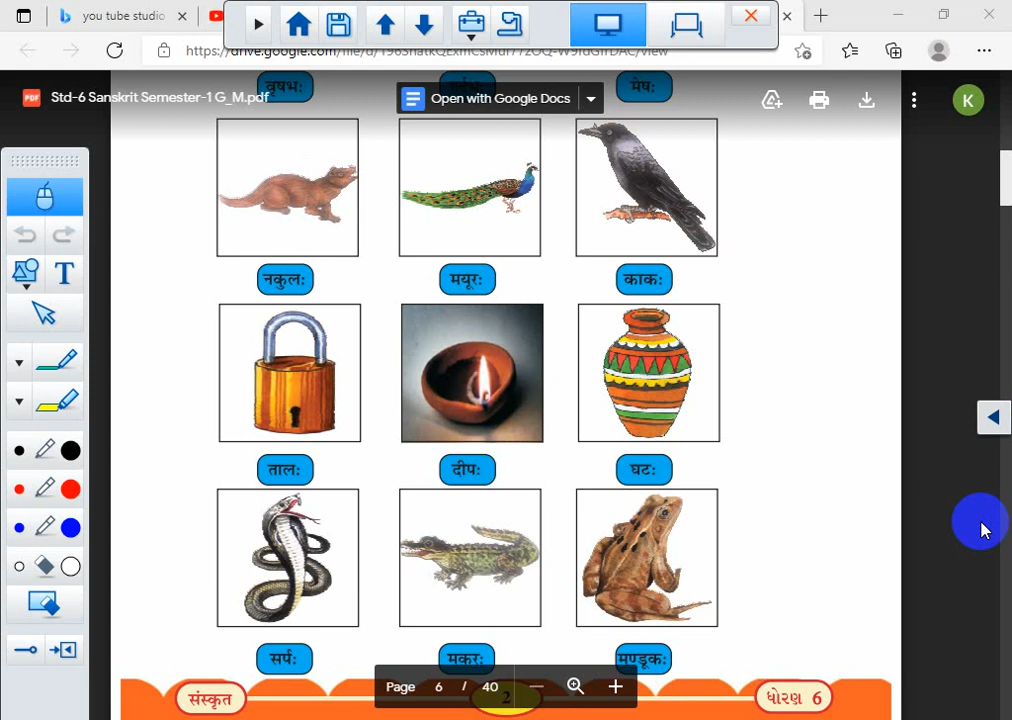 you tube studio
https://drive.google.com/file/d/
Std-6 Sanskrit Semester-1 G_M.pdf
Open with Google Docs
K
वृषभः
मेषः
नकुलः मयूरः काकः
तालः दीपः घटः
सर्पः मकरः मण्डूकः
T
Page 6 / 40
संस्कृत 2 ધોરણ 6